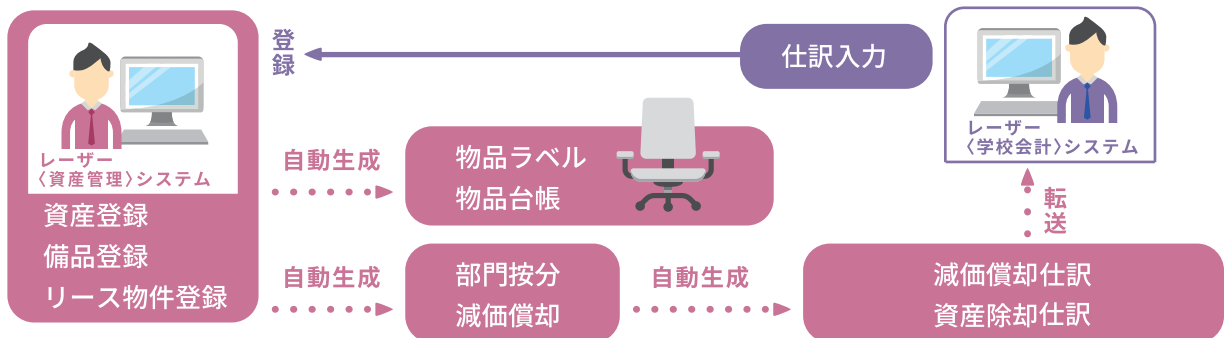 登録
仕訳入力
レーザー
〈学校会計〉システム
レーザー
〈資産管理〉システム
資産登録
備品登録
リース物件登録
自動生成
物品ラベル
物品台帳
自動生成
部門按分
減価償却
自動生成
減価償却仕訳
資産除却仕訳
転送